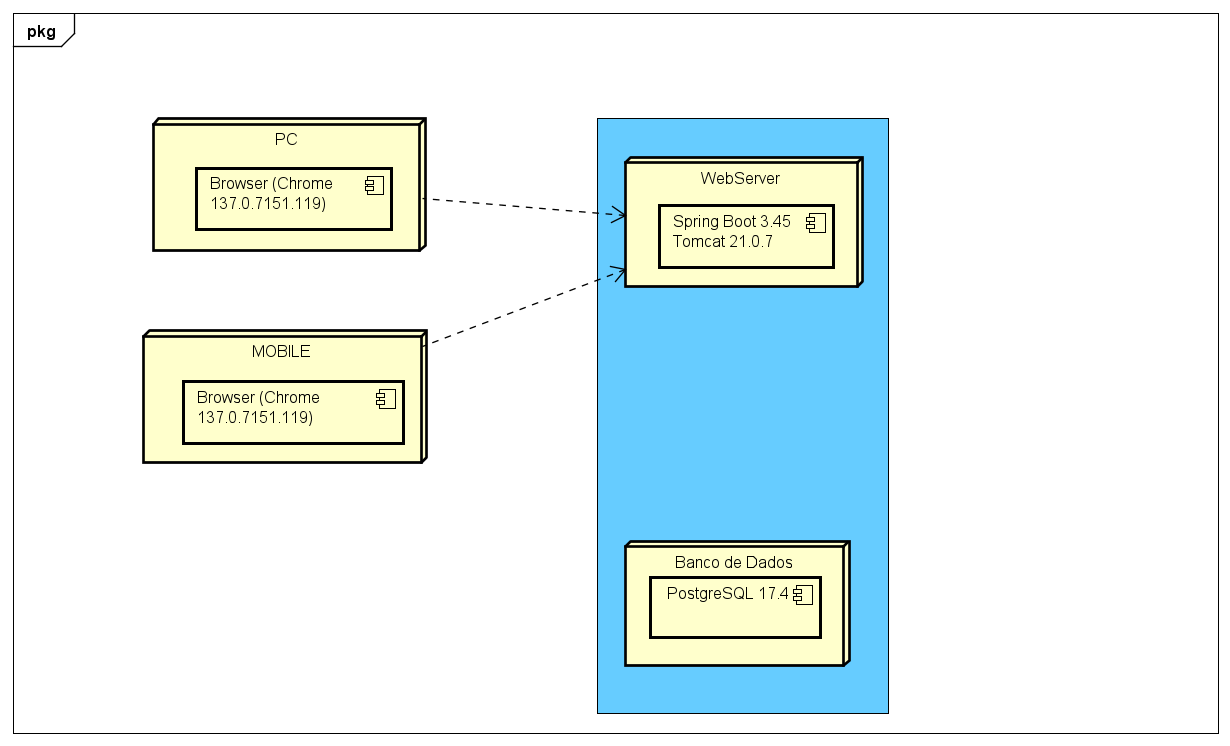 pkg
PC
Browser (Chrome
137.0.7151.119)
WebServer
Spring Boot 3.45
Tomcat 21.0.7
MOBILE
Browser (Chrome
137.0.7151.119)
Banco de Dados
PostgreSQL 17.4